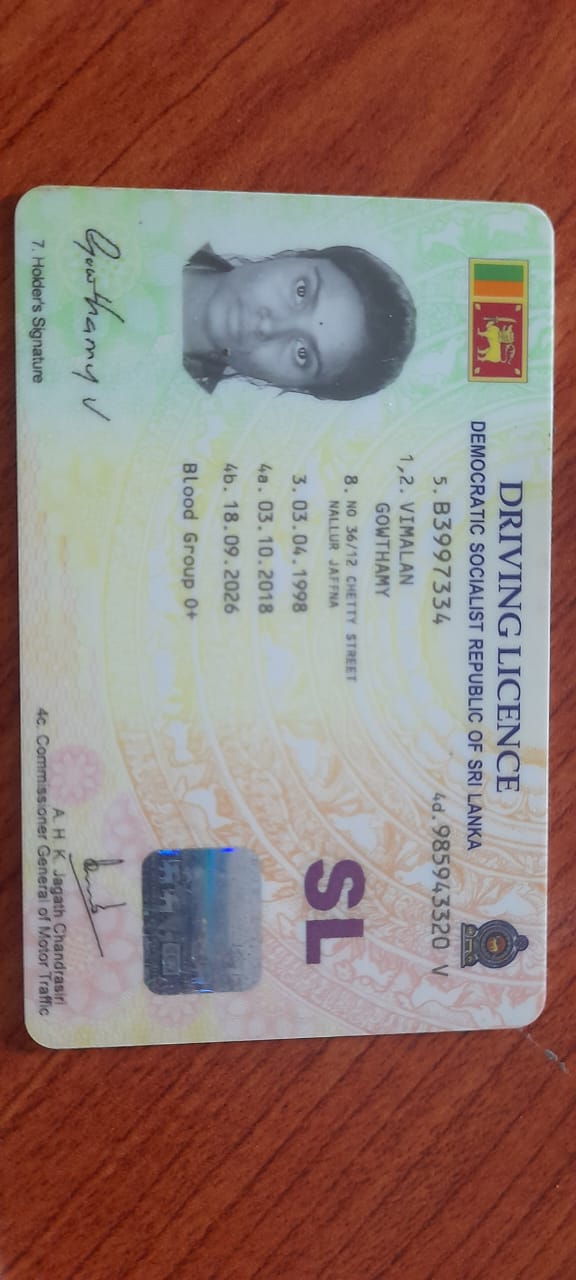 DRIVING LICENCE
DEMOCRATIC SOCIALIST REPUBLIC OF SRI LANKA
5. B3997334
4d. 985943320 V
1,2. VIMALAN
GOWTHAMY
8. NO 36/12 CHETTY STREET
NALLUR JAFFNA
3. 03.04.1998
4a. 03.10.2018
4b. 18.09.2026
Blood Group O+
SL
Gowthamy V
7. Holder's Signature
A. H. K. Jagath Chandrasiri
4c. Commissioner General of Motor Traffic